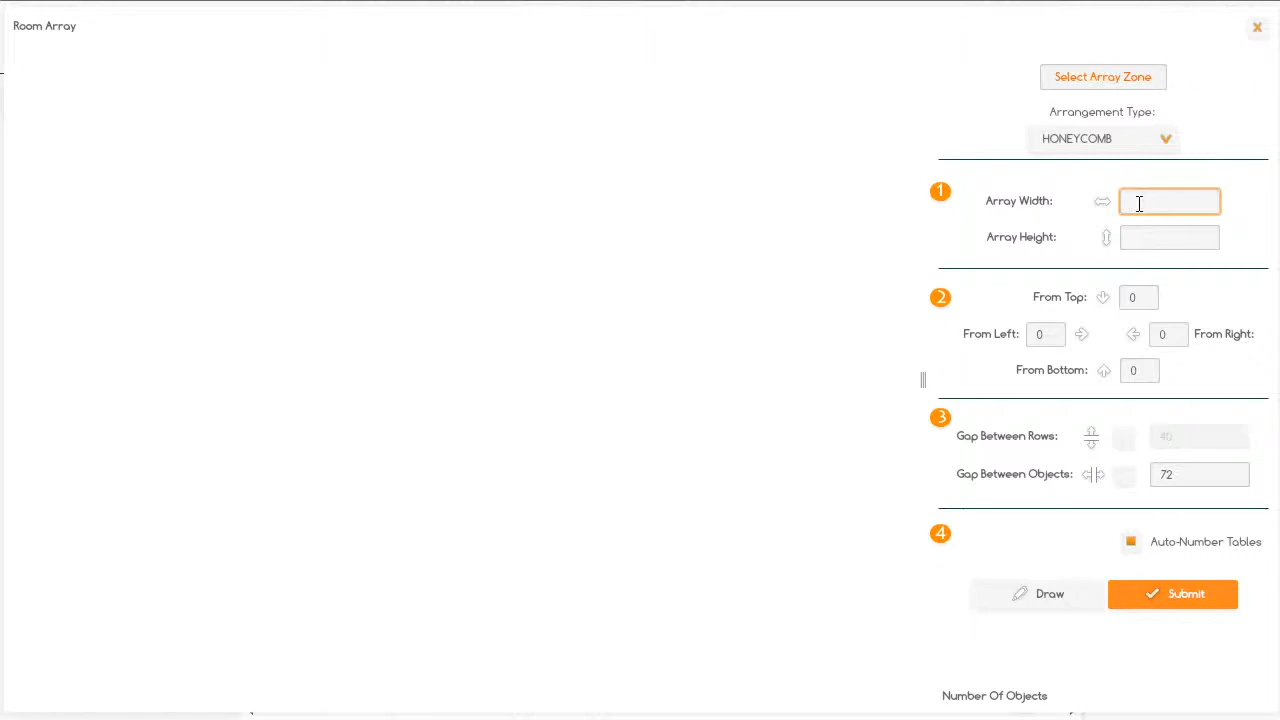 Room Array
Select Array Zone
Arrangement Type:
HONEYCOMB
1
Array Width:
Array Height:
2
From Top: 0
From Left: 0 0 From Right:
From Bottom: 0
3
Gap Between Rows: 40
Gap Between Objects: 72
4
Auto-Number Tables
Draw Submit
Number Of Objects